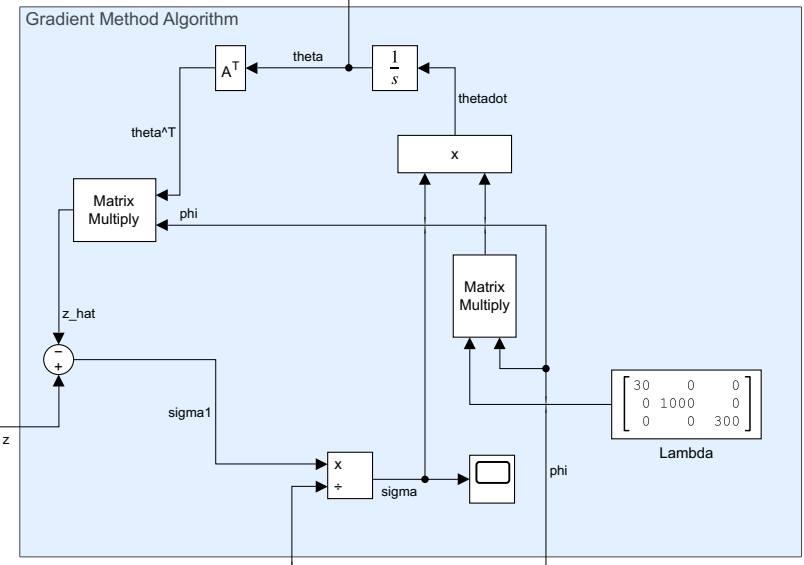 Gradient Method Algorithm
theta
A^T
1
s
thetadot
theta^T
x
Matrix
Multiply
phi
Matrix
Multiply
z_hat
−
+
30 0 0
0 1000 0
0 0 300
sigma1
z
Lambda
x
÷
sigma
phi